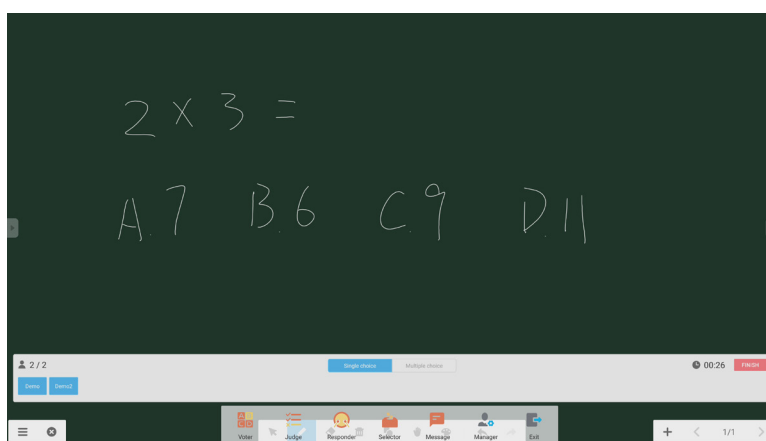 2 × 3 =
A.7 B.6 C.9 D.11
>
2 / 2
Single choice Multiple choice
00:26 FINISH
Demo Demo2
A B C D
Voter Judge Responder Selector Message Manager Exit
+ < 1/1 >